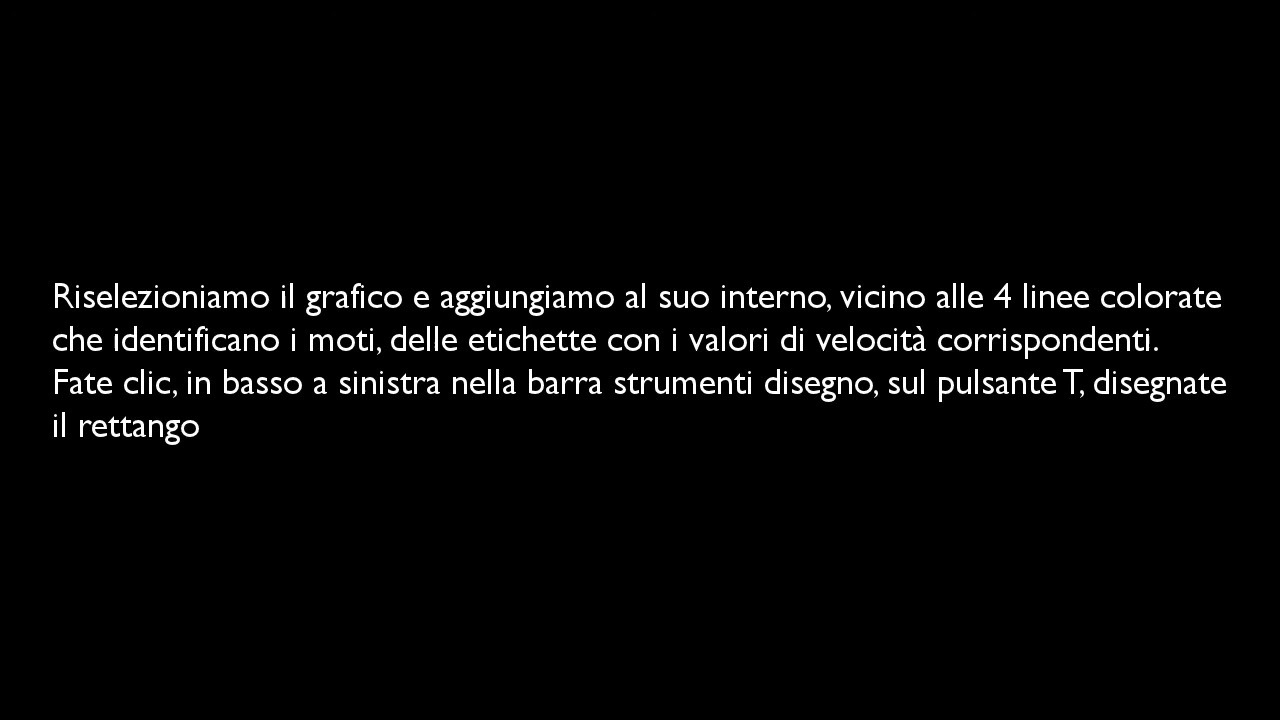 Riselezioniamo il grafico e aggiungiamo al suo interno, vicino alle 4 linee colorate
che identificano i moti, delle etichette con i valori di velocità corrispondenti.
Fate clic, in basso a sinistra nella barra strumenti disegno, sul pulsante T, disegnate
il rettango